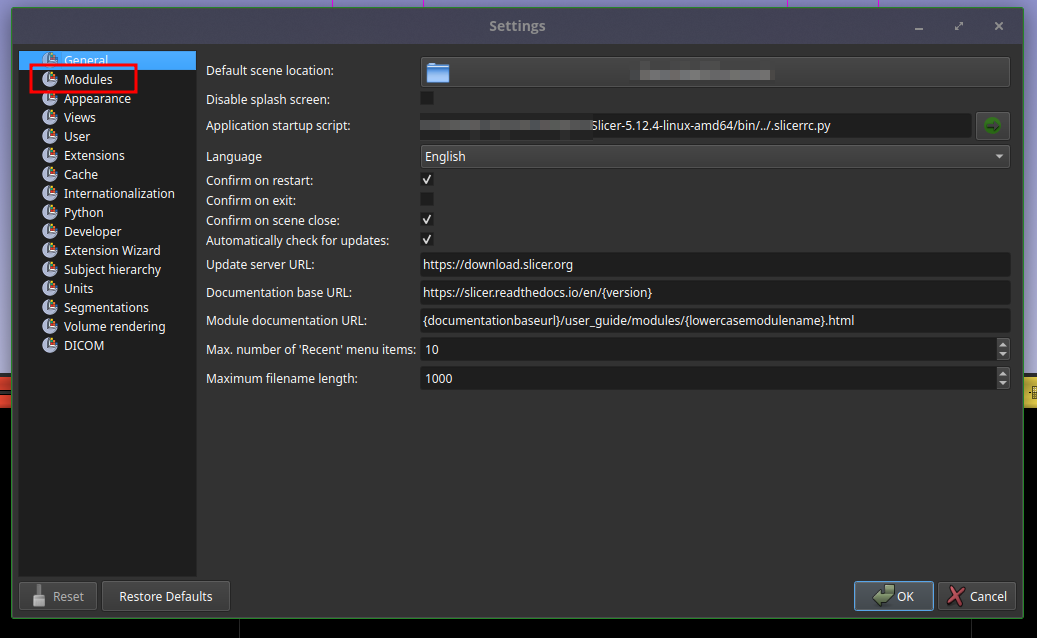 Settings
General
Modules
Appearance
Views
User
Extensions
Cache
Internationalization
Python
Developer
Extension Wizard
Subject hierarchy
Units
Segmentations
Volume rendering
DICOM
Default scene location:
Disable splash screen:
Application startup script: Slicer-5.12.4-linux-amd64/bin/../.slicerrc.py
Language English
Confirm on restart:
Confirm on exit:
Confirm on scene close:
Automatically check for updates:
Update server URL: https://download.slicer.org
Documentation base URL: https://slicer.readthedocs.io/en/{version}
Module documentation URL: {documentationbaseurl}/user_guide/modules/{lowercasemodulename}.html
Max. number of 'Recent' menu items: 10
Maximum filename length: 1000
Reset Restore Defaults OK Cancel